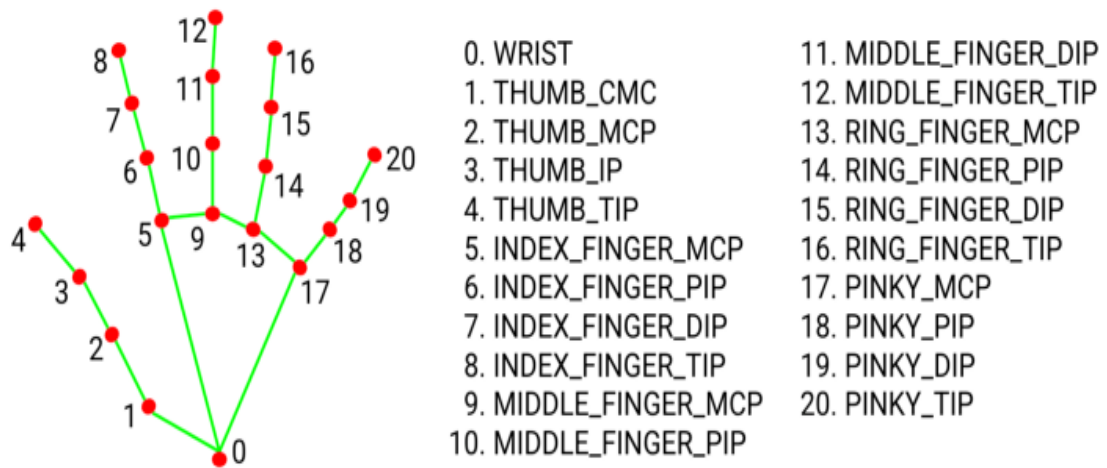 12
16
8
11
7
15
10
6
14
20
4
19
5
9
18
13
3
17
2
1
0
0. WRIST
1. THUMB_CMC
2. THUMB_MCP
3. THUMB_IP
4. THUMB_TIP
5. INDEX_FINGER_MCP
6. INDEX_FINGER_PIP
7. INDEX_FINGER_DIP
8. INDEX_FINGER_TIP
9. MIDDLE_FINGER_MCP
10. MIDDLE_FINGER_PIP
11. MIDDLE_FINGER_DIP
12. MIDDLE_FINGER_TIP
13. RING_FINGER_MCP
14. RING_FINGER_PIP
15. RING_FINGER_DIP
16. RING_FINGER_TIP
17. PINKY_MCP
18. PINKY_PIP
19. PINKY_DIP
20. PINKY_TIP